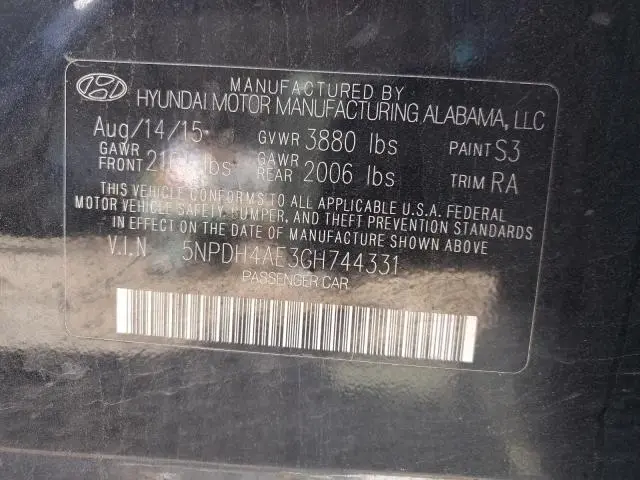 MANUFACTURED BY
HYUNDAI MOTOR MANUFACTURING ALABAMA, LLC
Aug/14/15 GVWR 3880 lbs PAINT S3
GAWR FRONT lbs GAWR REAR 2006 lbs TRIM RA
THIS VEHICLE CONFORMS TO ALL APPLICABLE U.S.A. FEDERAL
MOTOR VEHICLE SAFETY, BUMPER, AND THEFT PREVENTION STANDARDS
IN EFFECT ON THE DATE OF MANUFACTURE SHOWN ABOVE
V.I.N 5NPDH4AE3GH744331
PASSENGER CAR